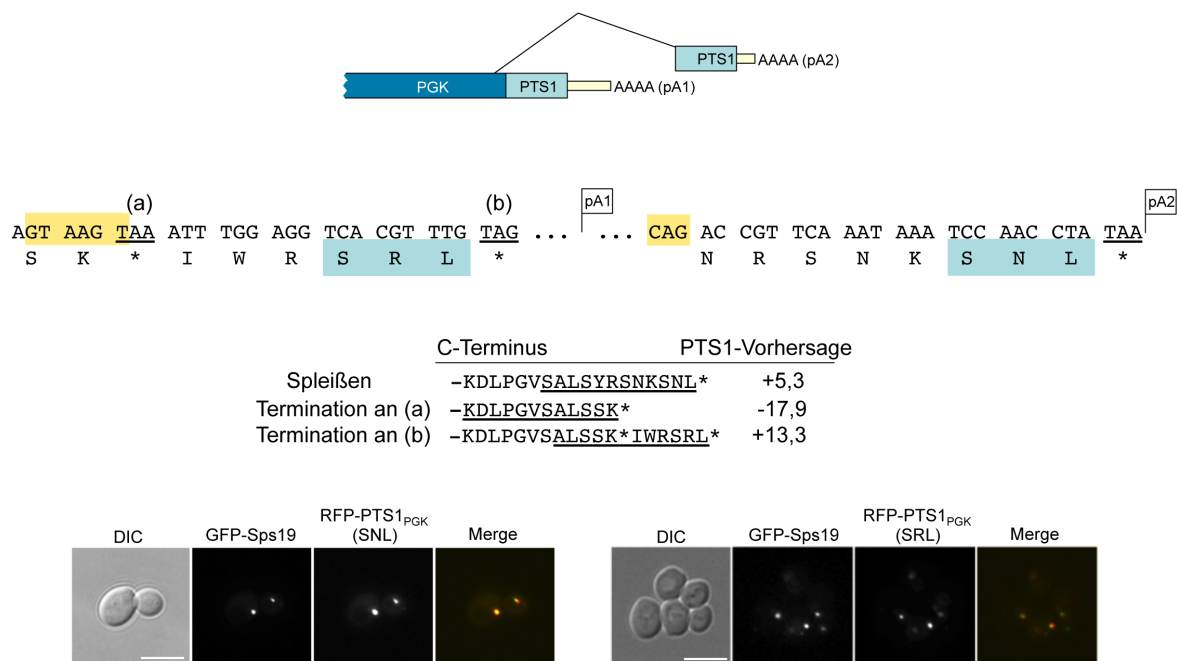 PTS1 AAAA (pA2)
PGK PTS1 AAAA (pA1)
(a) (b) pA1 pA2
AGT AAG TAA ATT TGG AGG TCA CGT TTG TAG ... ... CAG AC CGT TCA AAT AAA TCC AAC CTA TAA
S K * I W R S R L * N R S N K S N L *
C-Terminus PTS1-Vorhersage
Spleißen –KDLPGVSALSYRSNKSNL* +5,3
Termination an (a) –KDLPGVSALSSK* -17,9
Termination an (b) –KDLPGVSALSSK*IWRSRL* +13,3
DIC GFP-Sps19 RFP-PTS1PGK (SNL) Merge
DIC GFP-Sps19 RFP-PTS1PGK (SRL) Merge